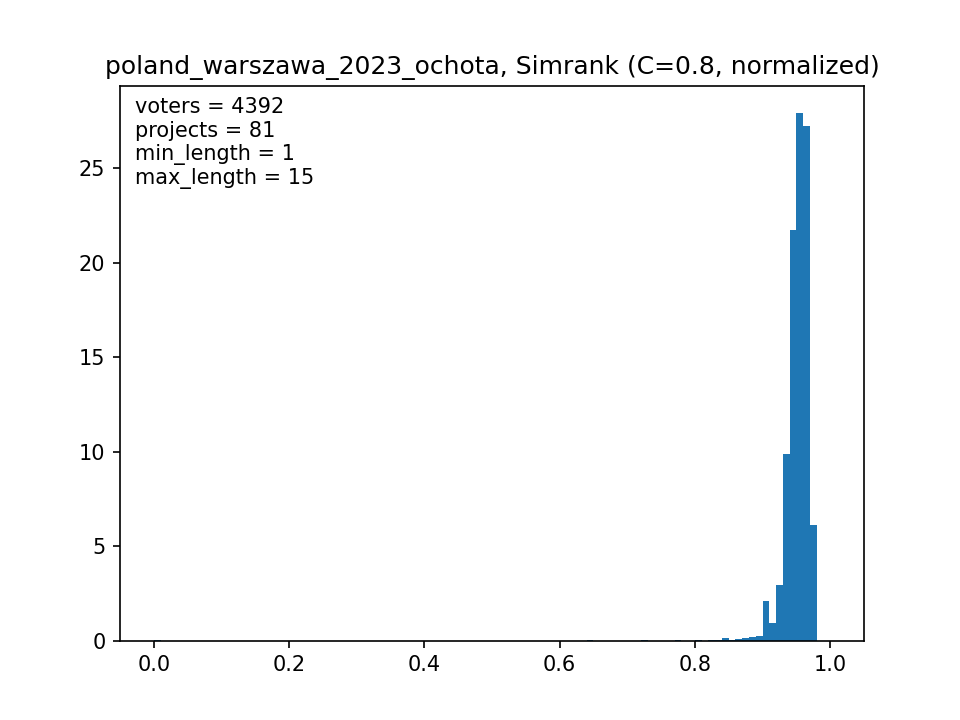 poland_warszawa_2023_ochota, Simrank (C=0.8, normalized)
voters = 4392
projects = 81
min_length = 1
max_length = 15
25
20
15
10
5
0
0.0 0.2 0.4 0.6 0.8 1.0